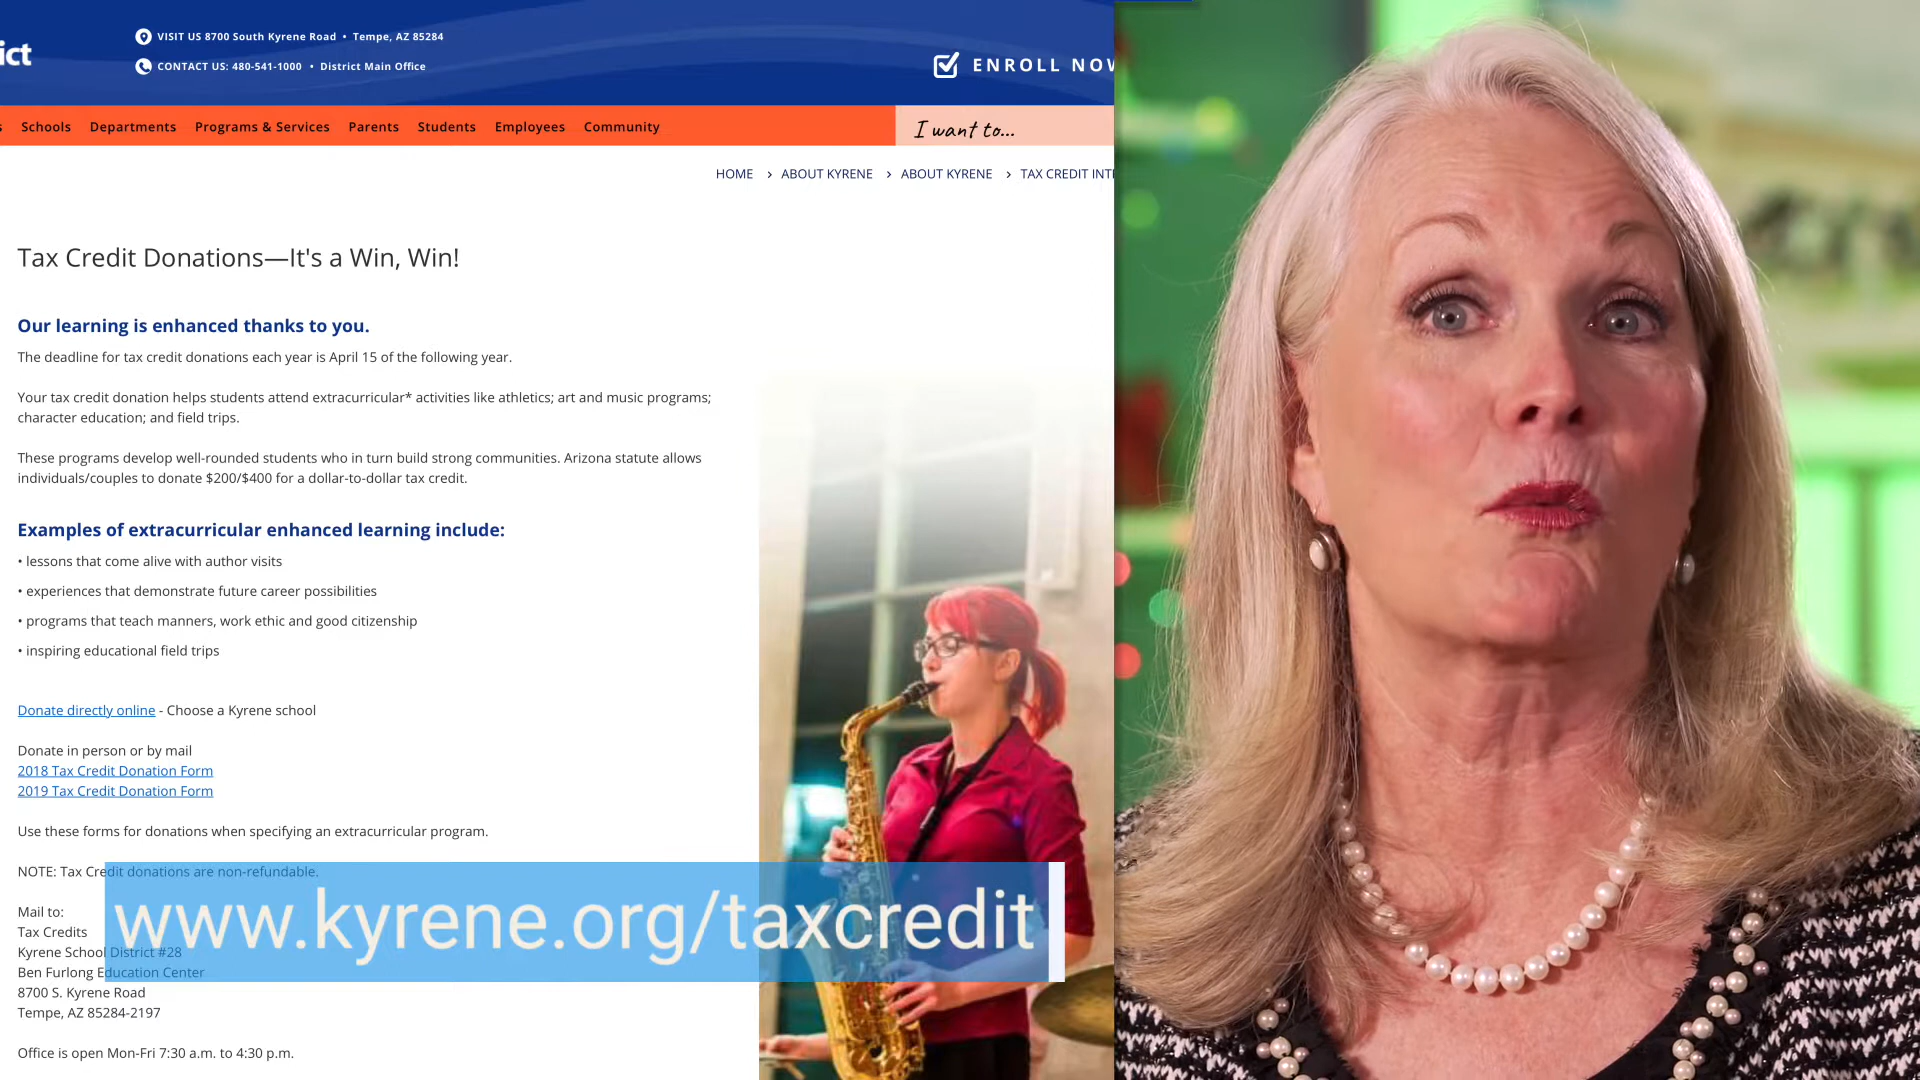 ict
VISIT US 8700 South Kyrene Road • Tempe, AZ 85284
CONTACT US: 480-541-1000 • District Main Office
ENROLL NOW
s Schools Departments Programs & Services Parents Students Employees Community
I want to...
HOME > ABOUT KYRENE > ABOUT KYRENE > TAX CREDIT INT
Tax Credit Donations—It's a Win, Win!
Our learning is enhanced thanks to you.
The deadline for tax credit donations each year is April 15 of the following year.
Your tax credit donation helps students attend extracurricular* activities like athletics; art and music programs;
character education; and field trips.
These programs develop well-rounded students who in turn build strong communities. Arizona statute allows
individuals/couples to donate $200/$400 for a dollar-to-dollar tax credit.
Examples of extracurricular enhanced learning include:
• lessons that come alive with author visits
• experiences that demonstrate future career possibilities
• programs that teach manners, work ethic and good citizenship
• inspiring educational field trips
Donate directly online - Choose a Kyrene school
Donate in person or by mail
2018 Tax Credit Donation Form
2019 Tax Credit Donation Form
Use these forms for donations when specifying an extracurricular program.
NOTE: Tax Credit donations are non-refundable.
www.kyrene.org/taxcredit
Mail to:
Tax Credits
Kyrene School District #28
Ben Furlong Education Center
8700 S. Kyrene Road
Tempe, AZ 85284-2197
Office is open Mon-Fri 7:30 a.m. to 4:30 p.m.